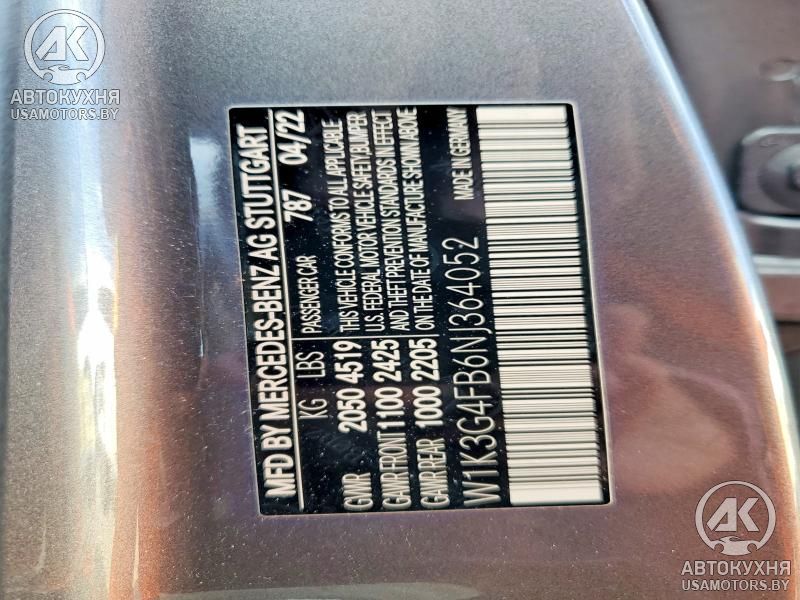 AK
АВТОКУХНЯ
USAMOTORS.BY
MFD BY MERCEDES-BENZ AG STUTTGART
787 04/22
KG LBS PASSENGER CAR
GVWR 2050 4519 THIS VEHICLE CONFORMS TO ALL APPLICABLE
U.S. FEDERAL MOTOR VEHICLE SAFETY BUMPER
GAWR FRONT 1100 2425 AND THEFT PREVENTION STANDARDS IN EFFECT
GAWR REAR 1000 2205 ON THE DATE OF MANUFACTURE SHOWN ABOVE
MADE IN GERMANY
W1K3G4FB6NJ364052
AK
АВТОКУХНЯ
USAMOTORS.BY